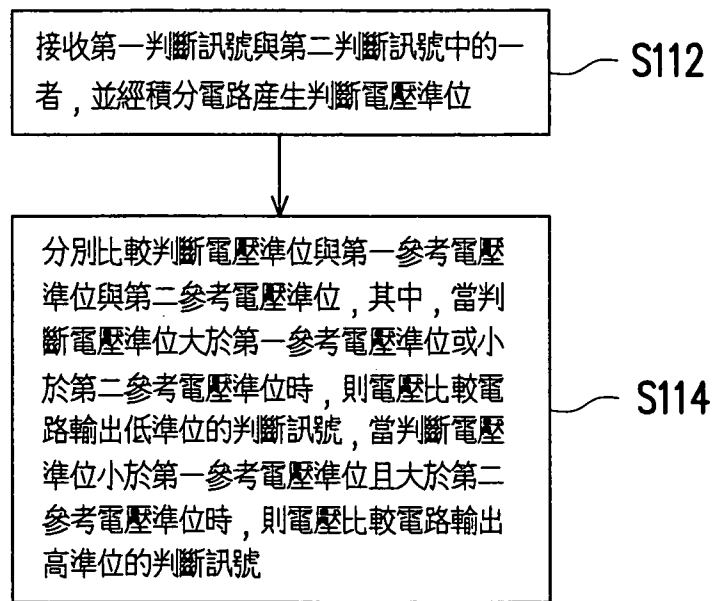 接收第一判斷訊號與第二判斷訊號中的一
者，並經積分電路產生判斷電壓準位
S112
分別比較判斷電壓準位與第一參考電壓
準位與第二參考電壓準位，其中，當判
斷電壓準位大於第一參考電壓準位或小
於第二參考電壓準位時，則電壓比較電
路輸出低準位的判斷訊號，當判斷電壓
準位小於第一參考電壓準位且大於第二
參考電壓準位時，則電壓比較電路輸出
高準位的判斷訊號
S114